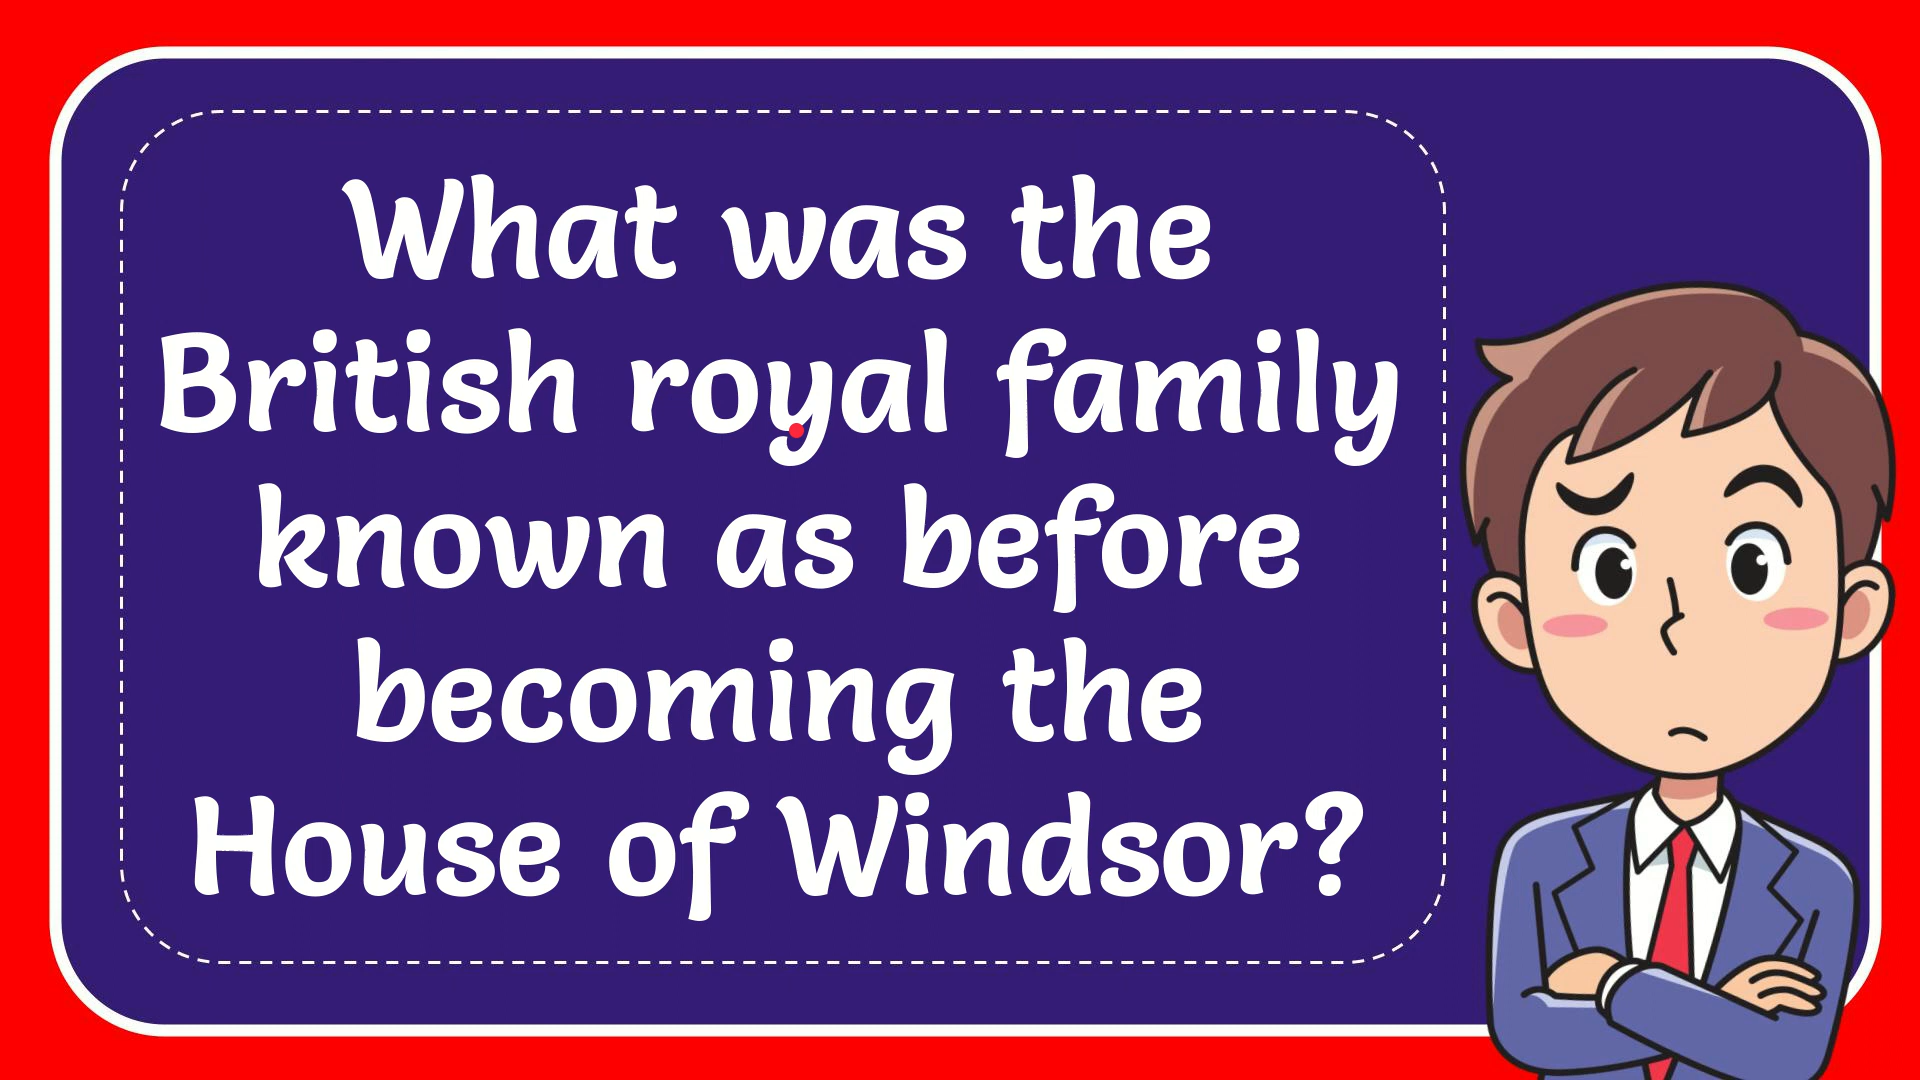 What was the
British royal family
known as before
becoming the
House of Windsor?